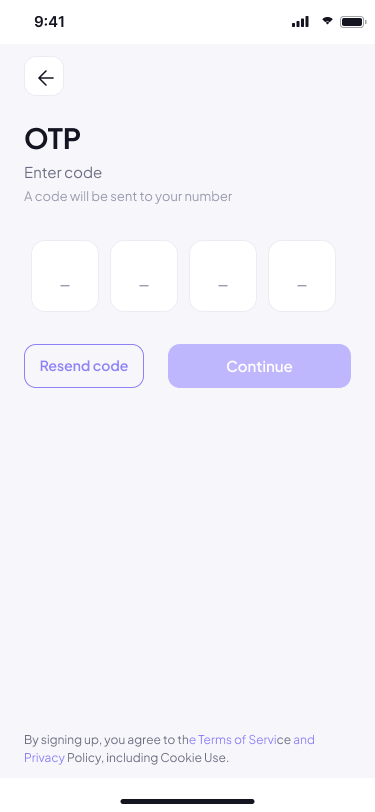 9:41
OTP
Enter code
A code will be sent to your number
_ _ _ _
Resend code
Continue
By signing up, you agree to the Terms of Service and
Privacy Policy, including Cookie Use.